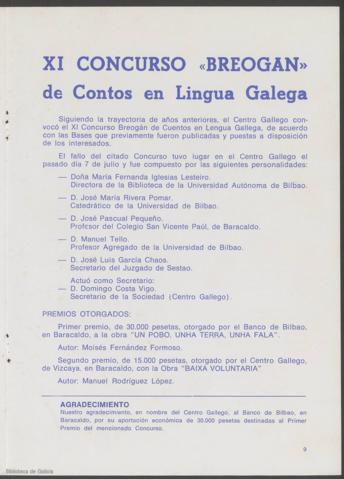 XI CONCURSO «BREOGAN»
de Contos en Lingua Galega
Siguiendo la trayectoria de años anteriores, el Centro Gallego con-
vocó el XI Concurso Breogán de Cuentos en Lengua Gallega, de acuerdo
con las Bases que previamente fueron publicadas y puestas a disposición
de los interesados.
El fallo del citado Concurso tuvo lugar en el Centro Gallego el
pasado día 7 de julio y fue compuesto por las siguientes personalidades:
— Doña María Fernanda Iglesias Lesteiro.
Directora de la Biblioteca de la Universidad Autónoma de Bilbao.
— D. José María Rivera Pomar.
Catedrático de la Universidad de Bilbao.
— D. José Pascual Pequeño.
Profesor del Colegio San Vicente Paúl, de Baracaldo.
— D. Manuel Tello.
Profesor Agregado de la Universidad de Bilbao.
— D. José Luis García Chaos.
Secretario del Juzgado de Sestao.
Actuó como Secretario:
— D. Domingo Costa Vigo.
Secretario de la Sociedad (Centro Gallego).
PREMIOS OTORGADOS:
Primer premio, de 30.000 pesetas, otorgado por el Banco de Bilbao,
en Baracaldo, a la obra "UN POBO, UNHA TERRA, UNHA FALA".
Autor: Moisés Fernández Formoso.
Segundo premio, de 15.000 pesetas, otorgado por el Centro Gallego,
de Vizcaya, en Baracaldo, con la Obra "BAIXA VOLUNTARIA"
Autor: Manuel Rodríguez López.
AGRADECIMIENTO
Nuestro agradecimiento, en nombre del Centro Gallego, al Banco de Bilbao, en
Baracaldo, por su aportación económica de 30.000 pesetas destinadas al Primer
Premio del mencionado Concurso.
9
Biblioteca de Galicia